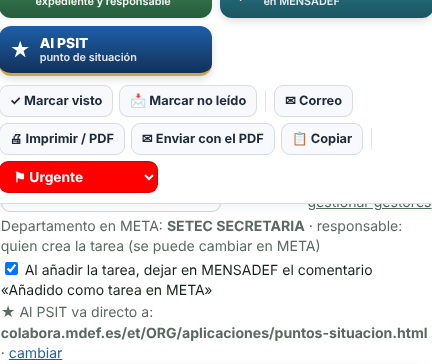 expediente y responsable
en MENSADEF
★ AI PSIT
punto de situación
✓ Marcar visto
📩 Marcar no leído
✉ Correo
🖨 Imprimir / PDF
✉ Enviar con el PDF
📋 Copiar
⚑ Urgente
gestionar gestores
Departamento en META: SETEC SECRETARIA · responsable:
quien crea la tarea (se puede cambiar en META)
Al añadir la tarea, dejar en MENSADEF el comentario
«Añadido como tarea en META»
★ Al PSIT va directo a:
colabora.mdef.es/et/ORG/aplicaciones/puntos-situacion.html
· cambiar